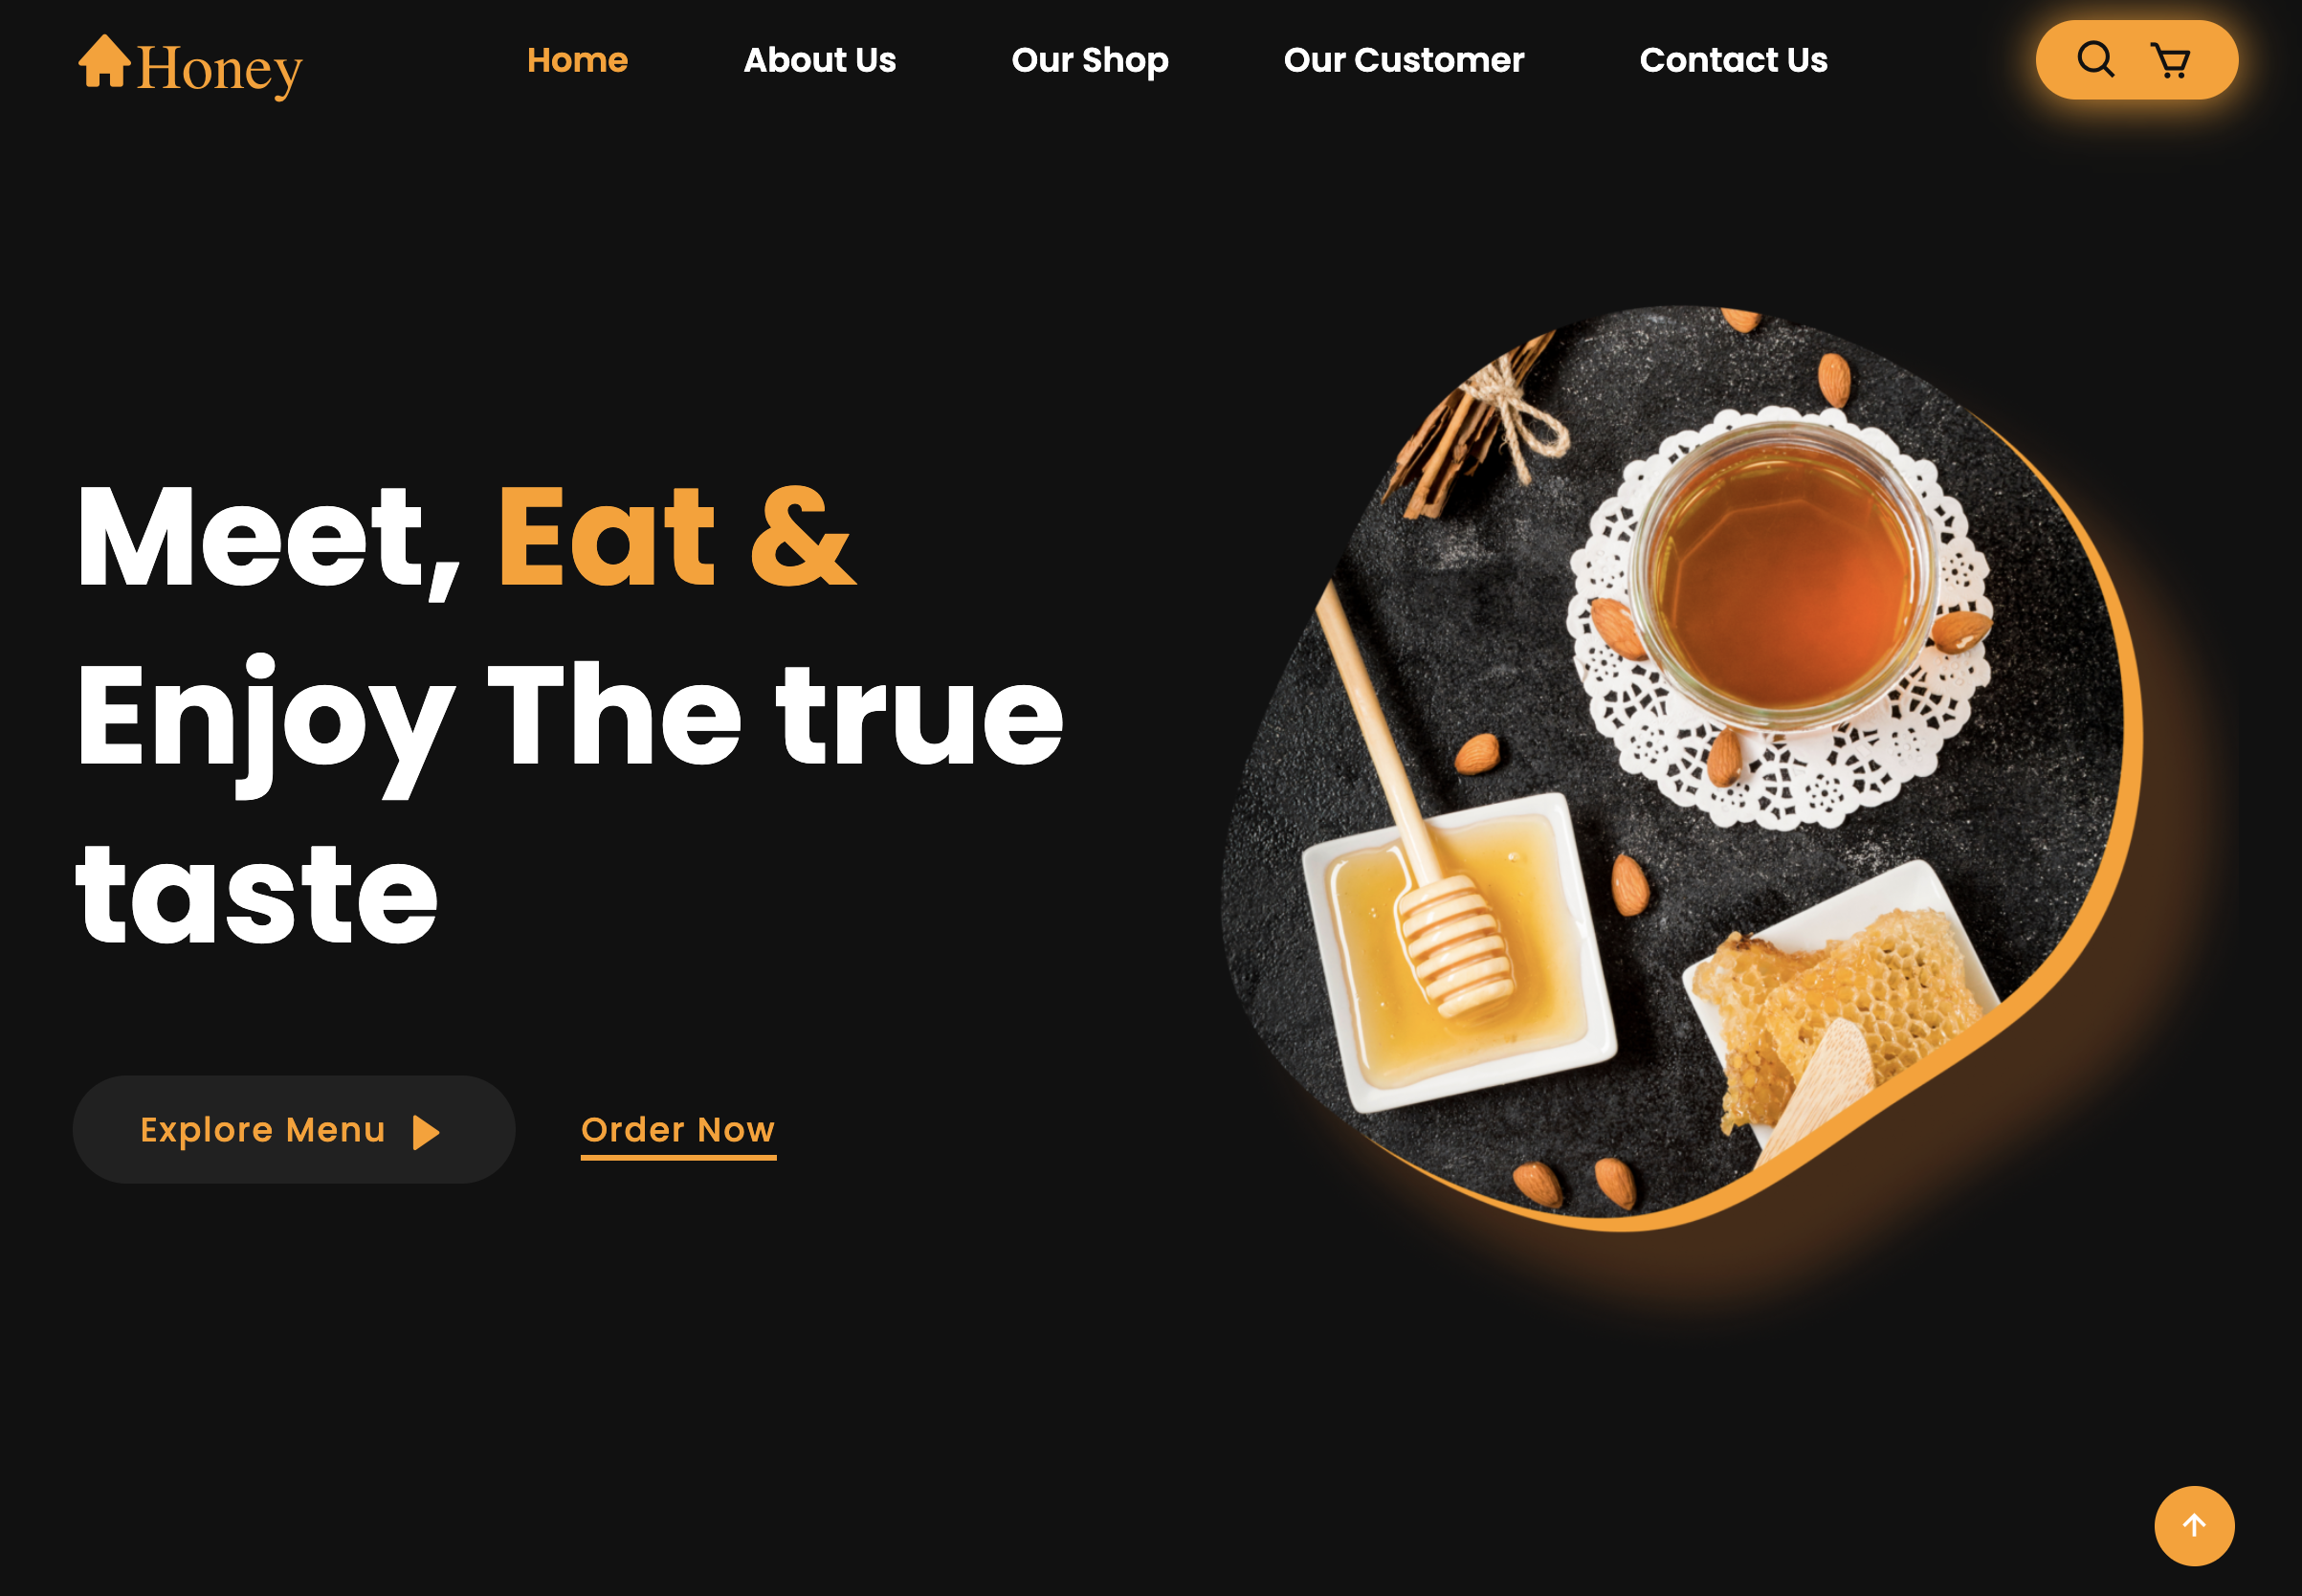 Honey
Home About Us Our Shop Our Customer Contact Us
Meet, Eat &
Enjoy The true
taste
Explore Menu
Order Now